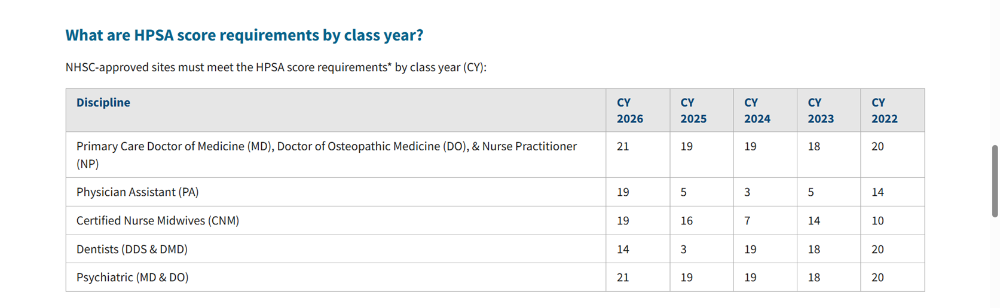 What are HPSA score requirements by class year?
NHSC-approved sites must meet the HPSA score requirements* by class year (CY):
Discipline CY 2026 CY 2025 CY 2024 CY 2023 CY 2022
Primary Care Doctor of Medicine (MD), Doctor of Osteopathic Medicine (DO), & Nurse Practitioner (NP) 21 19 19 18 20
Physician Assistant (PA) 19 5 3 5 14
Certified Nurse Midwives (CNM) 19 16 7 14 10
Dentists (DDS & DMD) 14 3 19 18 20
Psychiatric (MD & DO) 21 19 19 18 20